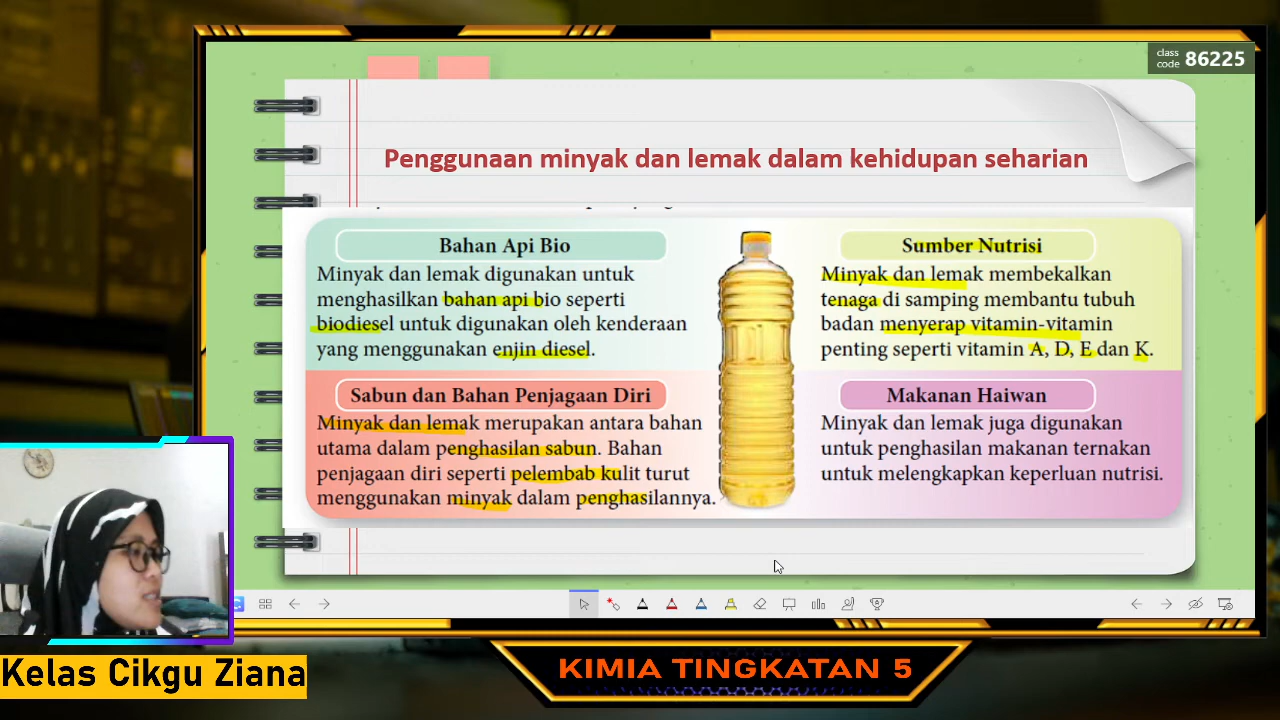 class
code 86225
Penggunaan minyak dan lemak dalam kehidupan seharian
Bahan Api Bio
Minyak dan lemak digunakan untuk
menghasilkan bahan api bio seperti
biodiesel untuk digunakan oleh kenderaan
yang menggunakan enjin diesel.
Sumber Nutrisi
Minyak dan lemak membekalkan
tenaga di samping membantu tubuh
badan menyerap vitamin-vitamin
penting seperti vitamin A, D, E dan K.
Sabun dan Bahan Penjagaan Diri
Minyak dan lemak merupakan antara bahan
utama dalam penghasilan sabun. Bahan
penjagaan diri seperti pelembab kulit turut
menggunakan minyak dalam penghasilannya.
Makanan Haiwan
Minyak dan lemak juga digunakan
untuk penghasilan makanan ternakan
untuk melengkapkan keperluan nutrisi.
Kelas Cikgu Ziana
KIMIA TINGKATAN 5